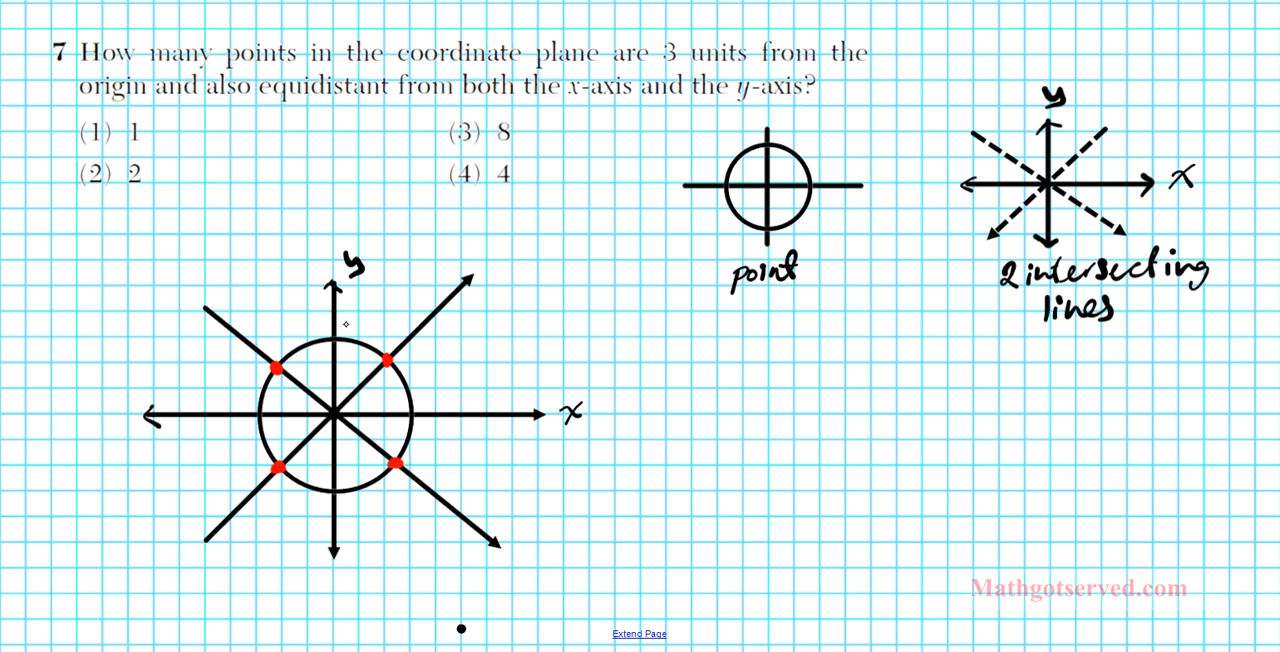 7 How many points in the coordinate plane are 3 units from the
origin and also equidistant from both the x-axis and the y-axis?
(1) 1
(3) 8
(2) 2
(4) 4
point
y
x
2 intersecting
lines
y
x
Mathgotserved.com
Extend Page